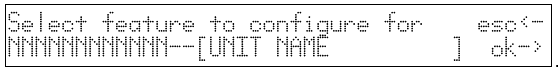 Select feature to configure for esc<-
NNNNNNNNNNNN--[UNIT NAME ] ok->